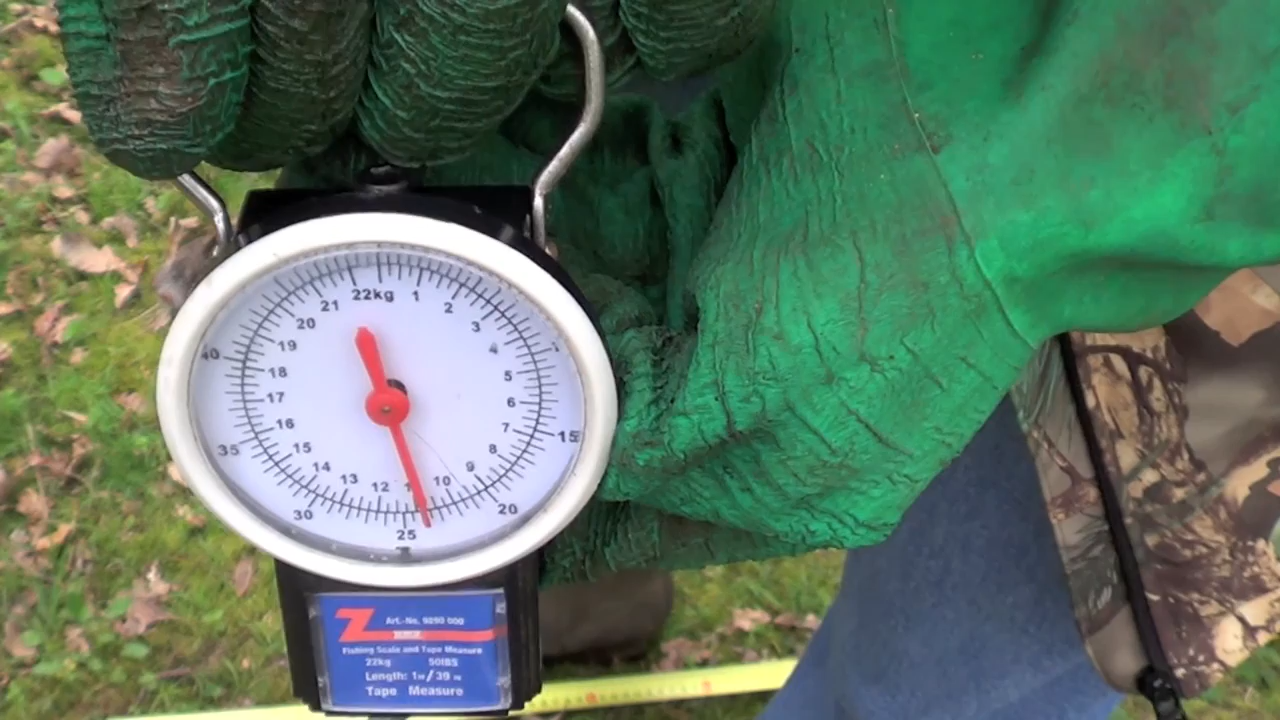 22kg 1 2 3 4 5 6 7 8 9 10 12 13 14 15 16 17 18 19 20 21
15 20 25 30 35 40
Z Art.-No. 9290 000
Fishing Scale and Tape Measure
22kg 50lBS
Length: 1m/39 IN
Tape Measure